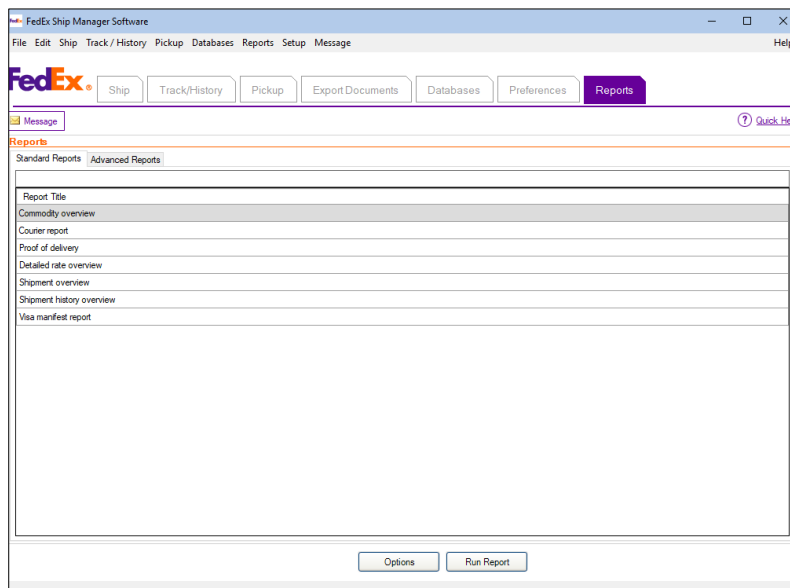 FedEx FedEx Ship Manager Software
File Edit Ship Track / History Pickup Databases Reports Setup Message Help
FedEx. Ship Track/History Pickup Export Documents Databases Preferences Reports
Message ? Quick He
Reports
Standard Reports Advanced Reports
Report Title
Commodity overview
Courier report
Proof of delivery
Detailed rate overview
Shipment overview
Shipment history overview
Visa manifest report
Options Run Report